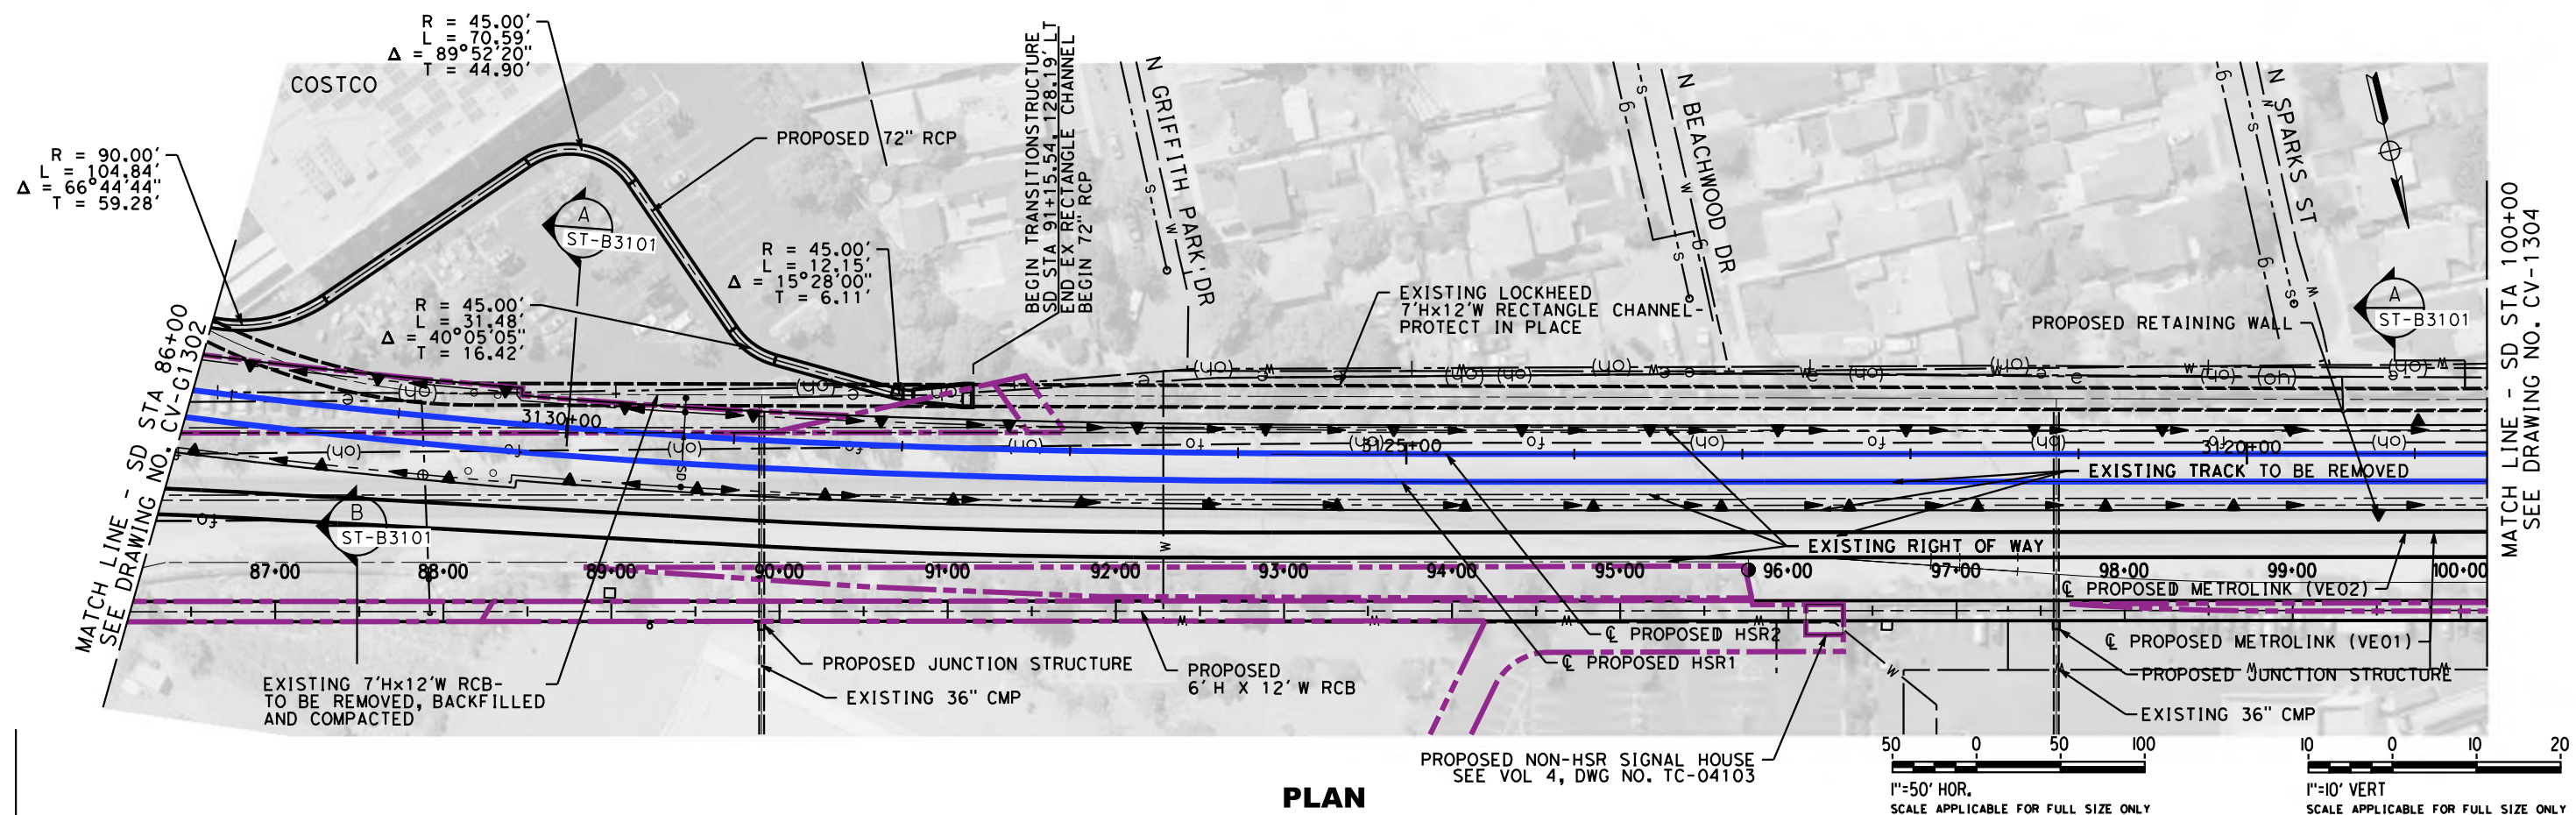 R = 45.00'
L = 70.59'
Δ = 89°52'20"
T = 44.90'
COSTCO
R = 90.00'
L = 104.84'
Δ = 66°44'44"
T = 59.28'
PROPOSED 72" RCP
A
ST-B3101
R = 45.00'
L = 12.15'
Δ = 15°28'00"
T = 6.11'
R = 45.00'
L = 31.48'
Δ = 40°05'05"
T = 16.42'
BEGIN TRANSITIONSTRUCTURE
SD STA 91+15.54, 128.19' LT
END EX RECTANGLE CHANNEL
BEGIN 72" RCP
N GRIFFITH PARK DR
N BEACHWOOD DR
N SPARKS ST
EXISTING LOCKHEED
7'Hx12'W RECTANGLE CHANNEL-
PROTECT IN PLACE
PROPOSED RETAINING WALL
A
ST-B3101
MATCH LINE - SD STA 100+00
SEE DRAWING NO. CV-1304
MATCH LINE - SD STA 86+00
SEE DRAWING NO. CV-G1302
3130+00
3125+00
3120+00
EXISTING TRACK TO BE REMOVED
B
ST-B3101
EXISTING RIGHT OF WAY
87+00
88+00
89+00
90+00
91+00
92+00
93+00
94+00
95+00
96+00
97+00
98+00
99+00
100+00
℄ PROPOSED METROLINK (VE02)
℄ PROPOSED HSR2
℄ PROPOSED METROLINK (VE01)
PROPOSED JUNCTION STRUCTURE
℄ PROPOSED HSR1
PROPOSED
6' H X 12' W RCB
PROPOSED JUNCTION STRUCTURE
EXISTING 7'Hx12'W RCB-
TO BE REMOVED, BACKFILLED
AND COMPACTED
EXISTING 36" CMP
EXISTING 36" CMP
PROPOSED NON-HSR SIGNAL HOUSE
SEE VOL 4, DWG NO. TC-04103
PLAN
50 0 50 100
1"=50' HOR.
SCALE APPLICABLE FOR FULL SIZE ONLY
10 0 10 20
1"=10' VERT
SCALE APPLICABLE FOR FULL SIZE ONLY